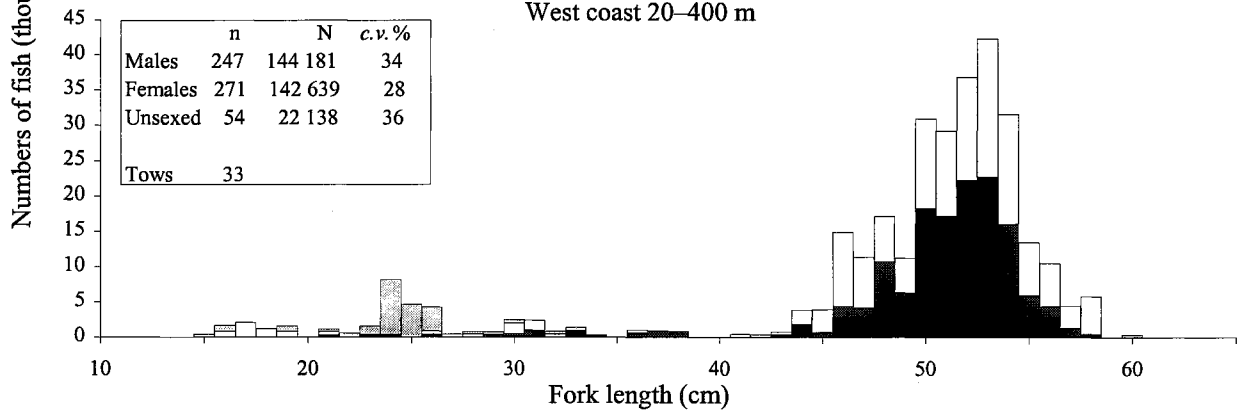 West coast 20–400 m
Numbers of fish
45
40
35
30
25
20
15
10
5
0
n N c.v.%
Males 247 144 181 34
Females 271 142 639 28
Unsexed 54 22 138 36
Tows 33
10 20 30 40 50 60
Fork length (cm)